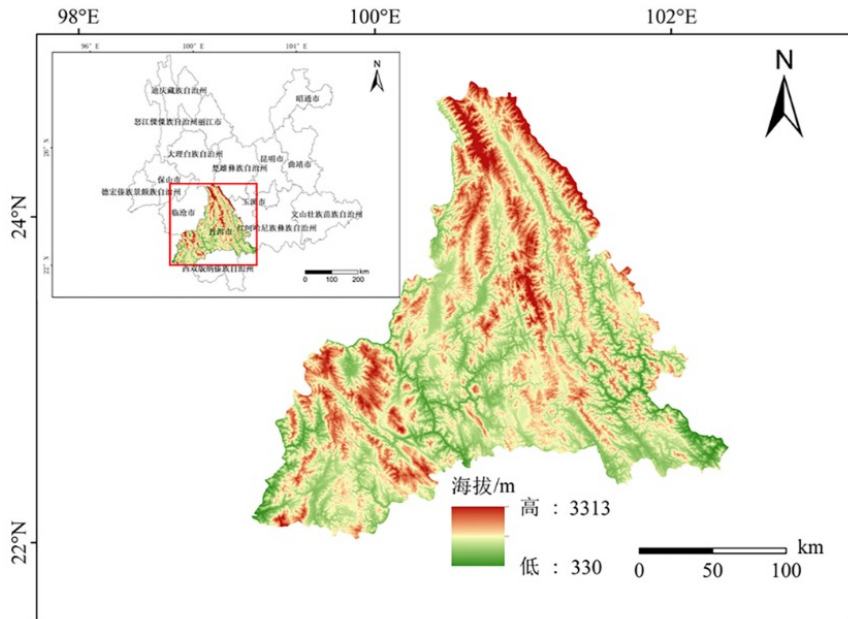 98° E
100° E
102° E
96° E
100° E
101° E
N
N
迪庆藏族自治州
昭通市
怒江傈僳族自治州丽江市
26° N
大理白族自治州
昆明市
曲靖市
楚雄彝族自治州
保山市
德宏傣族景颇族自治州
24°N
临沧市
玉溪市
文山壮族苗族自治州
普洱市
红河哈尼族彝族自治州
西双版纳傣族自治州
km
0 100 200
海拔/m
高 : 3313
低 : 330
22°N
km
0 50 100